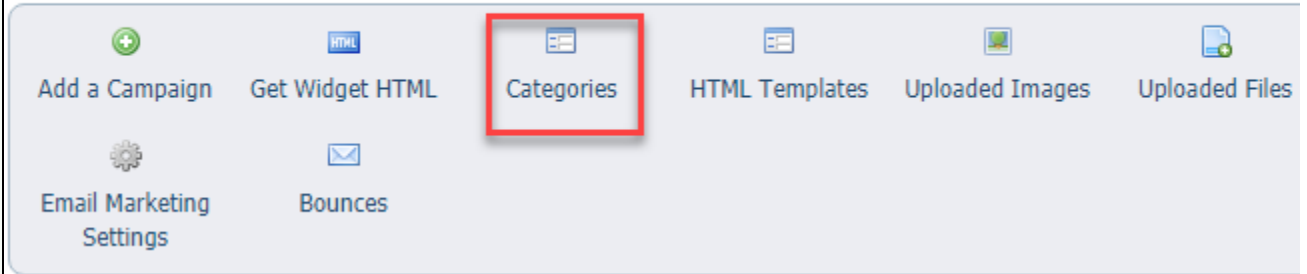 HTML
Add a Campaign
Get Widget HTML
Categories
HTML Templates
Uploaded Images
Uploaded Files
Email Marketing
Settings
Bounces